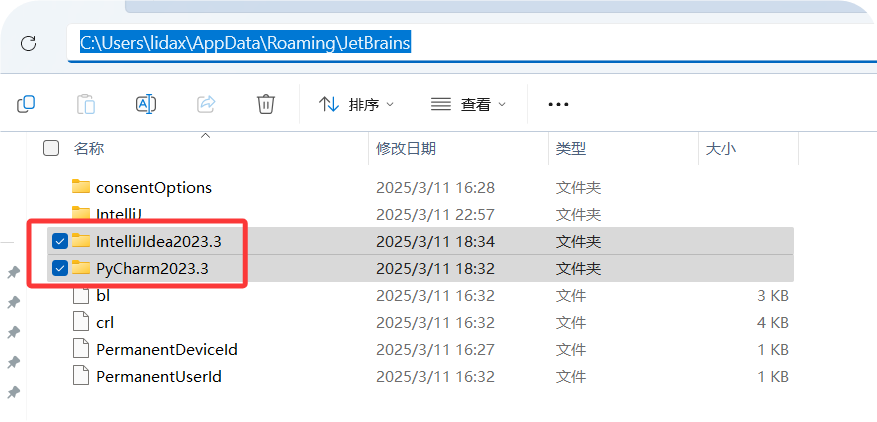 C:\Users\lidax\AppData\Roaming\JetBrains
排序 查看
名称 修改日期 类型 大小
consentOptions 2025/3/11 16:28 文件夹
IntelliJ 2025/3/11 22:57 文件夹
IntelliJIdea2023.3 2025/3/11 18:34 文件夹
PyCharm2023.3 2025/3/11 18:32 文件夹
bl 2025/3/11 16:32 文件 3 KB
crl 2025/3/11 16:32 文件 4 KB
PermanentDeviceId 2025/3/11 16:27 文件 1 KB
PermanentUserId 2025/3/11 16:32 文件 1 KB